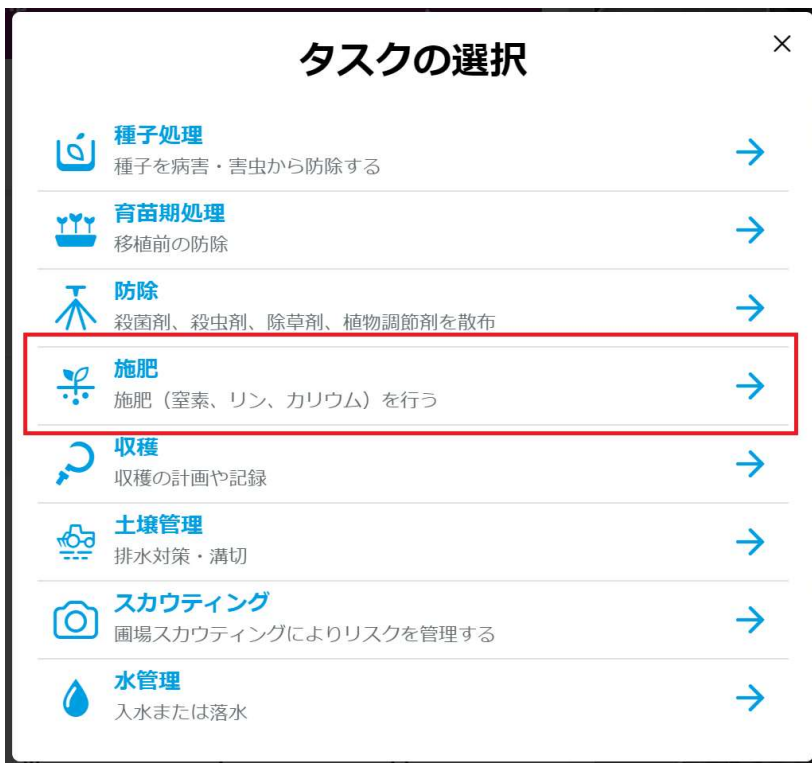 タスクの選択
種子処理
種子を病害・害虫から防除する
育苗期処理
移植前の防除
防除
殺菌剤、殺虫剤、除草剤、植物調節剤を散布
施肥
施肥（窒素、リン、カリウム）を行う
収穫
収穫の計画や記録
土壌管理
排水対策・溝切
スカウティング
圃場スカウティングによりリスクを管理する
水管理
入水または落水